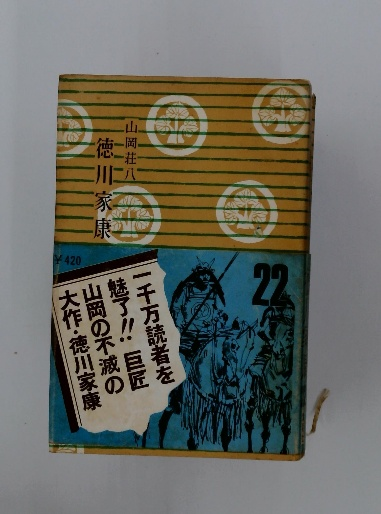 山岡荘八
徳川家康
¥420
22
一千万読者を
魅了!! 巨匠
山岡の不滅の
大作・徳川家康